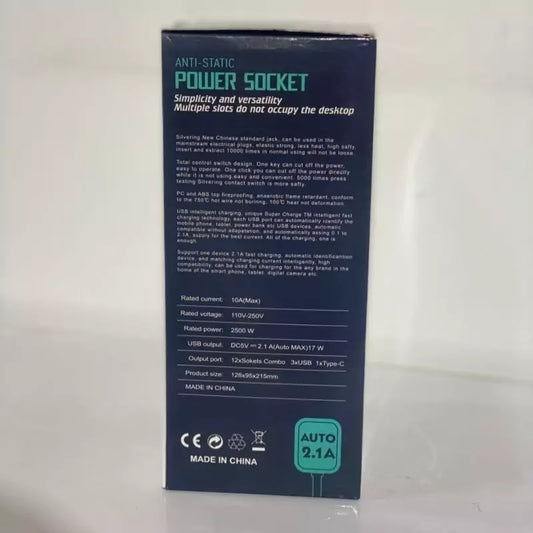 ANTI-STATIC
POWER SOCKET
Simplicity and versatility
Multiple slots do not occupy the desktop
Silvering New Chinese standard jack, can be used in the
mainstream electrical plugs, elastic strong, less heat, high saffy.
insert and extract 10000 times in normal using will not be loose.
Total control switch design. One key can cut off the power,
easy to operate. One click you can cut off the power directly
while it is not using,easy and convenient. 5000 times press
testing Silvering contact switch is more saffy.
PC and ABS top fireproofing, anaerobic flame retardant, conform
to the 750℃ hot wire not burling, 100℃ hear not deformation.
USB intelligent charging, unique Super Charge TM intelligent fast
charging technology, each USB port can automatically identify the
mobile phone, tablet, power bank etc USB devices, automatic
compatible without adpatation, and automatically assing 0.1 to
2.1A, supply for the best current. All of the charging, one is
enough.
Support one device 2.1A fast charging, automatic identificantion
device, and matching charging current intelligently, high
compatibility, can be used for charging for the any brand in the
home of the smart phone, tablet, digital camera etc.
Rated current: 10A(Max)
Rated voltage: 110V-250V
Rated power: 2500 W
USB output: DC5V ⎓ 2.1 A(Auto MAX)17 W
Output port: 12xSokets Combo 3xUSB 1xType-C
Product size: 128x95x215mm
MADE IN CHINA
CE
MADE IN CHINA
AUTO
2.1A